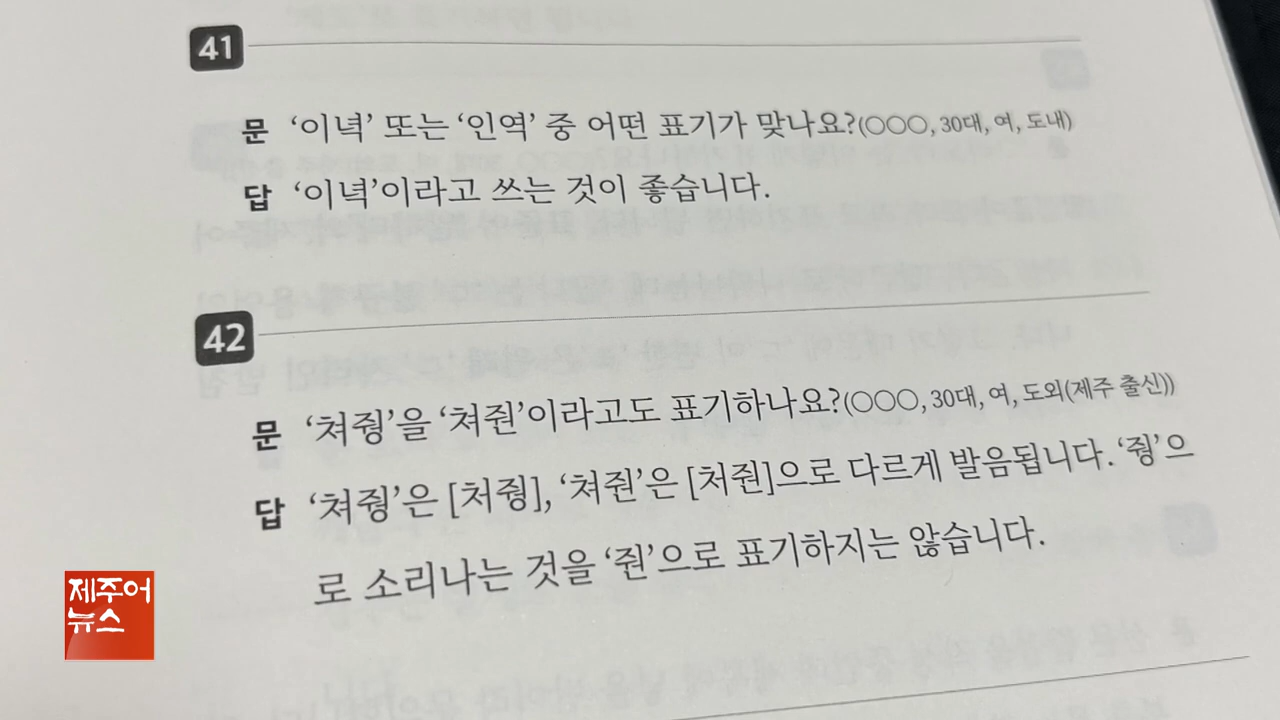 41
문 ‘이녁’ 또는 ‘인역’ 중 어떤 표기가 맞나요?(○○○, 30대, 여, 도내)
답 ‘이녁’이라고 쓰는 것이 좋습니다.
42
문 ‘쳐줭’을 ‘쳐줜’이라고도 표기하나요?(○○○, 30대, 여, 도외(제주 출신))
답 ‘쳐줭’은 [처줭], ‘쳐줜’은 [처줜]으로 다르게 발음됩니다. ‘줭’으
로 소리나는 것을 ‘줜’으로 표기하지는 않습니다.
제주어
뉴스